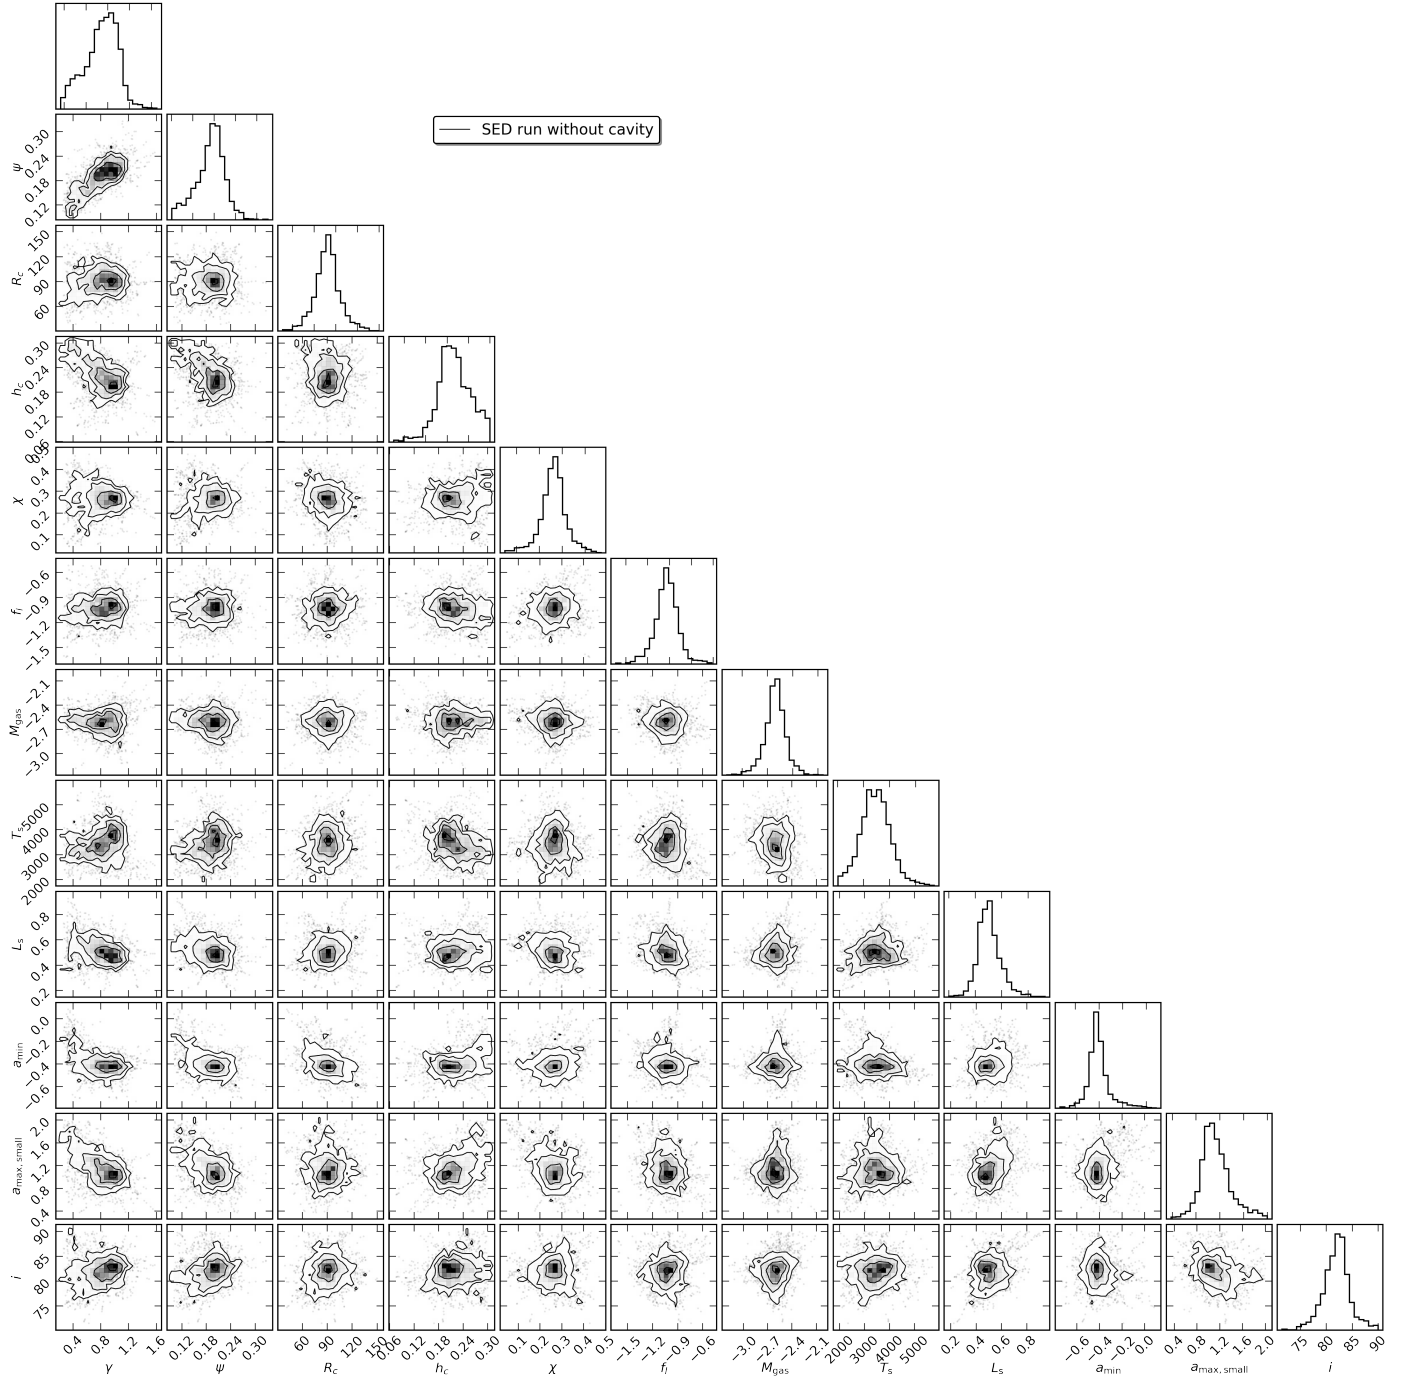 SED run without cavity
ψ 0.30 0.24 0.18 0.12
R_c 150 120 90 60
h_c 0.30 0.24 0.18 0.12 0.06
χ 0.4 0.3 0.2 0.1
f_l −0.6 −0.9 −1.2 −1.5
M_gas −2.1 −2.4 −2.7 −3.0
T_s 5000 4000 3000 2000
L_s 0.8 0.6 0.4 0.2
a_min 0.0 −0.2 −0.4 −0.6
a_max,small 2.0 1.6 1.2 0.8 0.4
i 90 85 80 75
0.4 0.8 1.2 1.6 0.12 0.18 0.24 0.30 60 90 120 150 0.06 0.12 0.18 0.24 0.30 0.1 0.2 0.3 0.4 0.5 −1.5 −1.2 −0.9 −0.6 −3.0 −2.7 −2.4 −2.1 2000 3000 4000 5000 0.2 0.4 0.6 0.8 −0.6 −0.4 −0.2 0.0 0.4 0.8 1.2 1.6 2.0 75 80 85 90
γ ψ R_c h_c χ f_l M_gas T_s L_s a_min a_max,small i